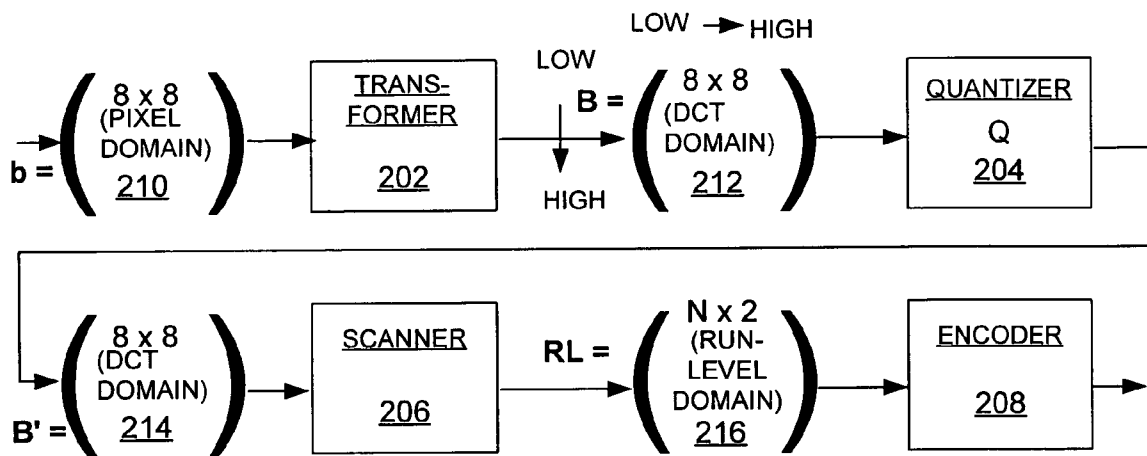 LOW → HIGH
b =
8 x 8
(PIXEL
DOMAIN)
210
TRANS-
FORMER
202
LOW
HIGH
B =
8 x 8
(DCT
DOMAIN)
212
QUANTIZER
Q
204
B' =
8 x 8
(DCT
DOMAIN)
214
SCANNER
206
RL =
N x 2
(RUN-
LEVEL
DOMAIN)
216
ENCODER
208